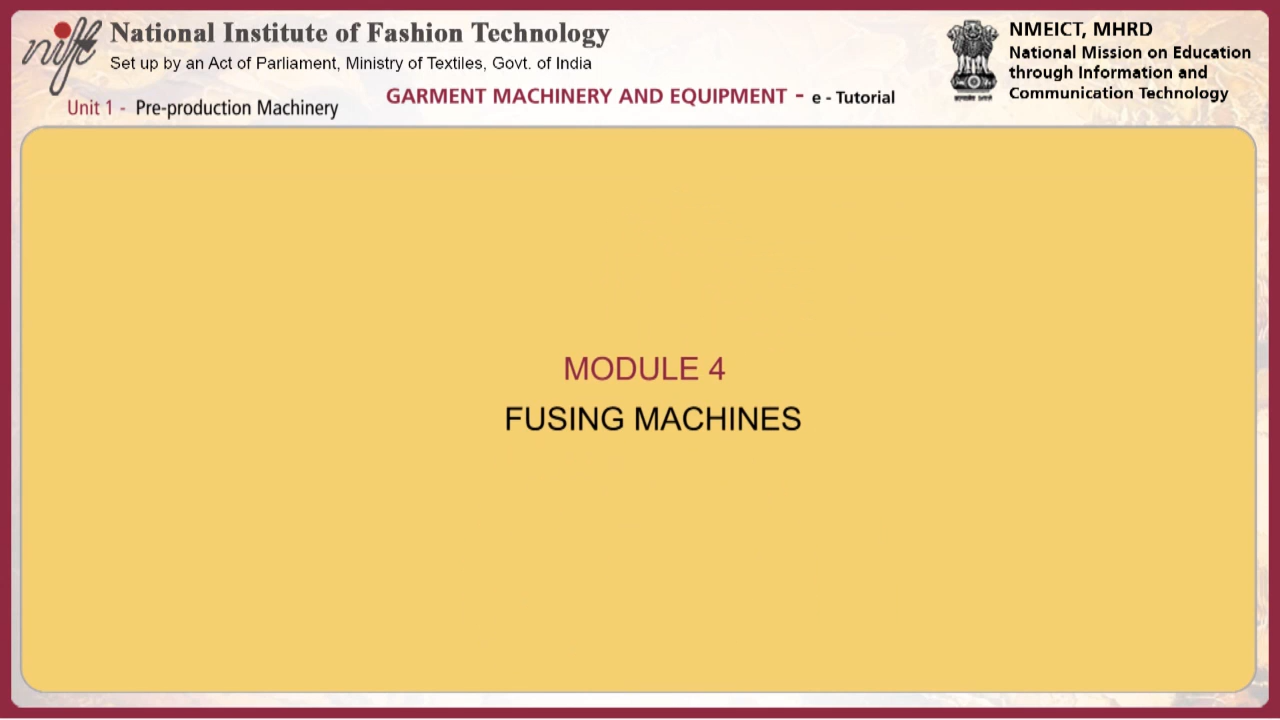 nift
National Institute of Fashion Technology
Set up by an Act of Parliament, Ministry of Textiles, Govt. of India
Unit 1 - Pre-production Machinery
GARMENT MACHINERY AND EQUIPMENT - e - Tutorial
NMEICT, MHRD
National Mission on Education
through Information and
Communication Technology
MODULE 4
FUSING MACHINES